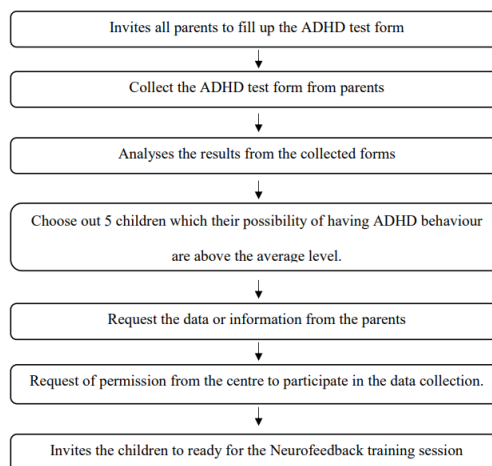 Invites all parents to fill up the ADHD test form
Collect the ADHD test form from parents
Analyses the results from the collected forms
Choose out 5 children which their possibility of having ADHD behaviour
are above the average level.
Request the data or information from the parents
Request of permission from the centre to participate in the data collection.
Invites the children to ready for the Neurofeedback training session